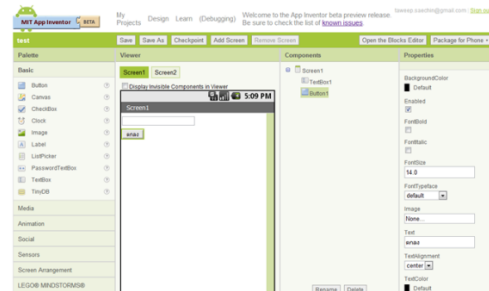 MIT App Inventor BETA
My Projects Design Learn (Debugging)
Welcome to the App Inventor beta preview release.
Be sure to check the list of known issues.
test
Save Save As Checkpoint Add Screen Remove Screen Open the Blocks Editor Package for Phone
Palette
Basic
Button
Canvas
CheckBox
Clock
Image
Label
ListPicker
PasswordTextBox
TextBox
TinyDB
Media
Animation
Social
Sensors
Screen Arrangement
LEGO® MINDSTORMS®
Viewer
Screen1 Screen2
Display Invisible Components in Viewer
5:09 PM
Screen1
Components
Screen1
TextBox1
Button1
Rename Delete
Properties
BackgroundColor
Default
Enabled
FontBold
FontItalic
FontSize
14.0
FontTypeface
default
Image
None...
Text
TextAlignment
center
TextColor
Default